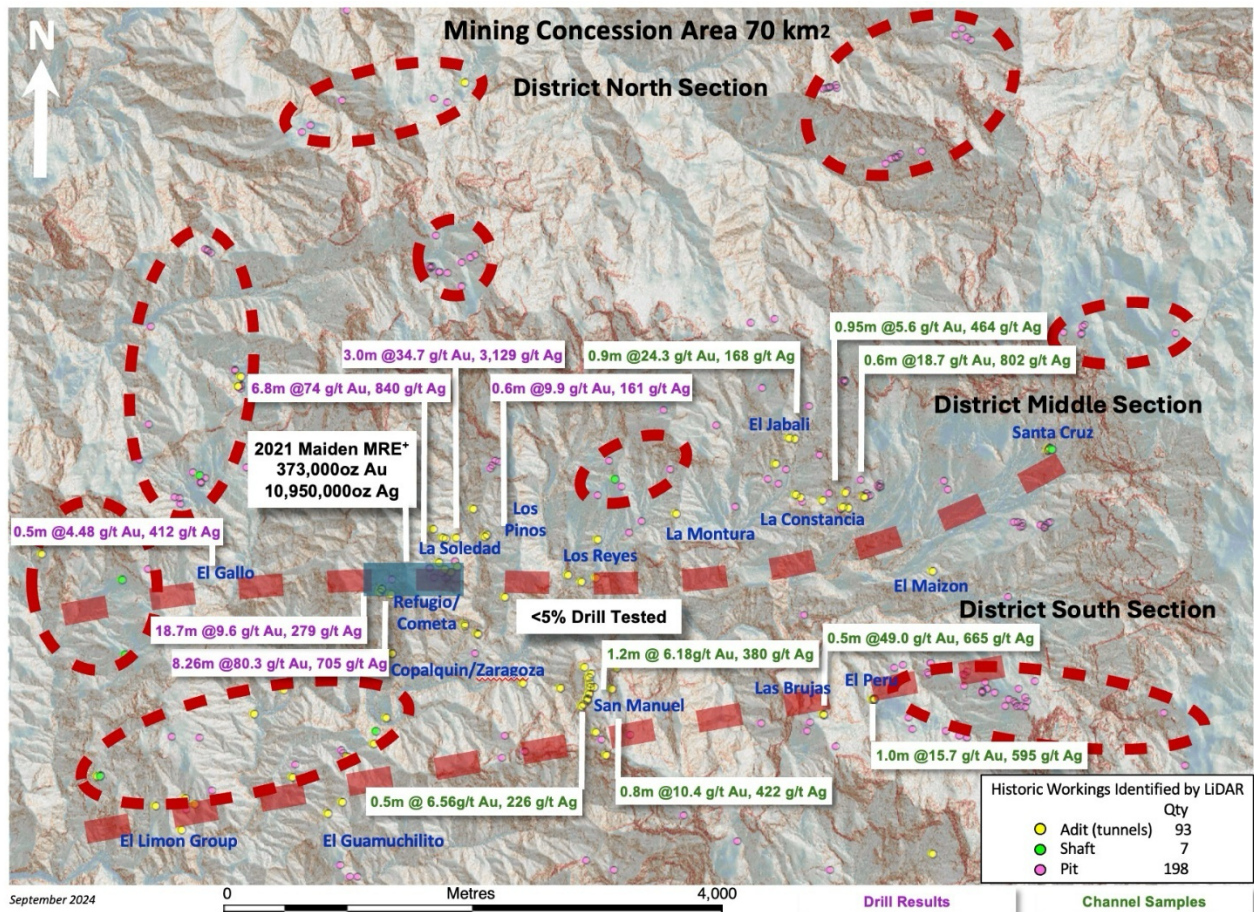 Mining Concession Area 70 km2
N
District North Section
3.0m @34.7 g/t Au, 3,129 g/t Ag
0.9m @24.3 g/t Au, 168 g/t Ag
0.95m @5.6 g/t Au, 464 g/t Ag
0.6m @18.7 g/t Au, 802 g/t Ag
6.8m @74 g/t Au, 840 g/t Ag
0.6m @9.9 g/t Au, 161 g/t Ag
District Middle Section
El Jabali
Santa Cruz
2021 Maiden MRE+
373,000oz Au
10,950,000oz Ag
Los
Pinos
La Montura
La Constancia
0.5m @4.48 g/t Au, 412 g/t Ag
La Soledad
Los Reyes
El Gallo
El Maizon
Refugio/
Cometa
<5% Drill Tested
District South Section
18.7m @9.6 g/t Au, 279 g/t Ag
8.26m @80.3 g/t Au, 705 g/t Ag
0.5m @49.0 g/t Au, 665 g/t Ag
1.2m @ 6.18g/t Au, 380 g/t Ag
Copalquin/Zaragoza
Las Brujas
El Peru
San Manuel
1.0m @15.7 g/t Au, 595 g/t Ag
0.5m @ 6.56g/t Au, 226 g/t Ag
0.8m @10.4 g/t Au, 422 g/t Ag
El Limon Group
El Guamuchilito
Historic Workings Identified by LiDAR
Qty
Adit (tunnels) 93
Shaft 7
Pit 198
September 2024
0 Metres 4,000
Drill Results
Channel Samples